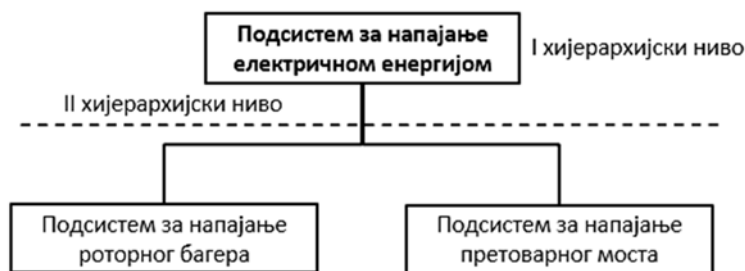 Подсистем за напајање
електричном енергијом
I хијерархијски ниво
II хијерархијски ниво
Подсистем за напајање
роторног багера
Подсистем за напајање
претоварног моста